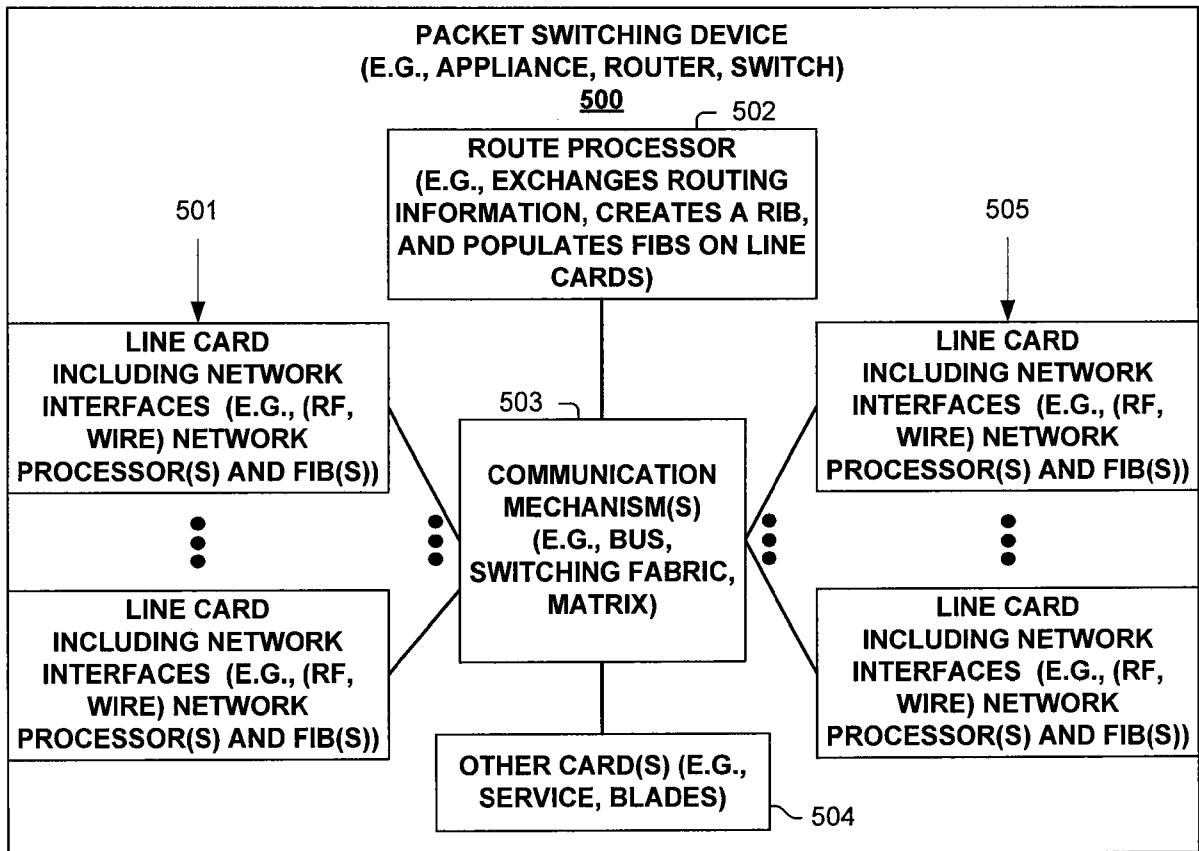 PACKET SWITCHING DEVICE
(E.G., APPLIANCE, ROUTER, SWITCH)
500
502
ROUTE PROCESSOR
(E.G., EXCHANGES ROUTING
INFORMATION, CREATES A RIB,
AND POPULATES FIBS ON LINE
CARDS)
501
505
LINE CARD
INCLUDING NETWORK
INTERFACES (E.G., (RF,
WIRE) NETWORK
PROCESSOR(S) AND FIB(S))
LINE CARD
INCLUDING NETWORK
INTERFACES (E.G., (RF,
WIRE) NETWORK
PROCESSOR(S) AND FIB(S))
503
COMMUNICATION
MECHANISM(S)
(E.G., BUS,
SWITCHING FABRIC,
MATRIX)
LINE CARD
INCLUDING NETWORK
INTERFACES (E.G., (RF,
WIRE) NETWORK
PROCESSOR(S) AND FIB(S))
LINE CARD
INCLUDING NETWORK
INTERFACES (E.G., (RF,
WIRE) NETWORK
PROCESSOR(S) AND FIB(S))
OTHER CARD(S) (E.G.,
SERVICE, BLADES)
504